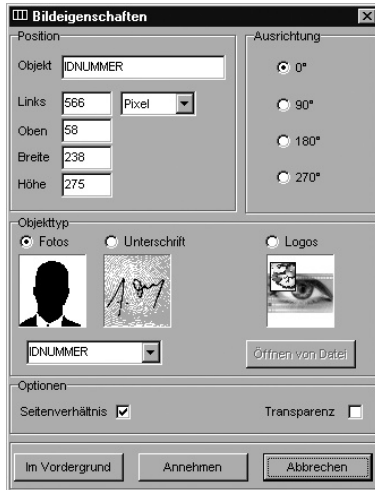 Bildeigenschaften
Position
Ausrichtung
Objekt IDNUMMER
0°
Links 566 Pixel
90°
Oben 58
180°
Breite 238
270°
Höhe 275
Objekttyp
Fotos Unterschrift Logos
IDNUMMER Öffnen von Datei
Optionen
Seitenverhältnis Transparenz
Im Vordergrund Annehmen Abbrechen